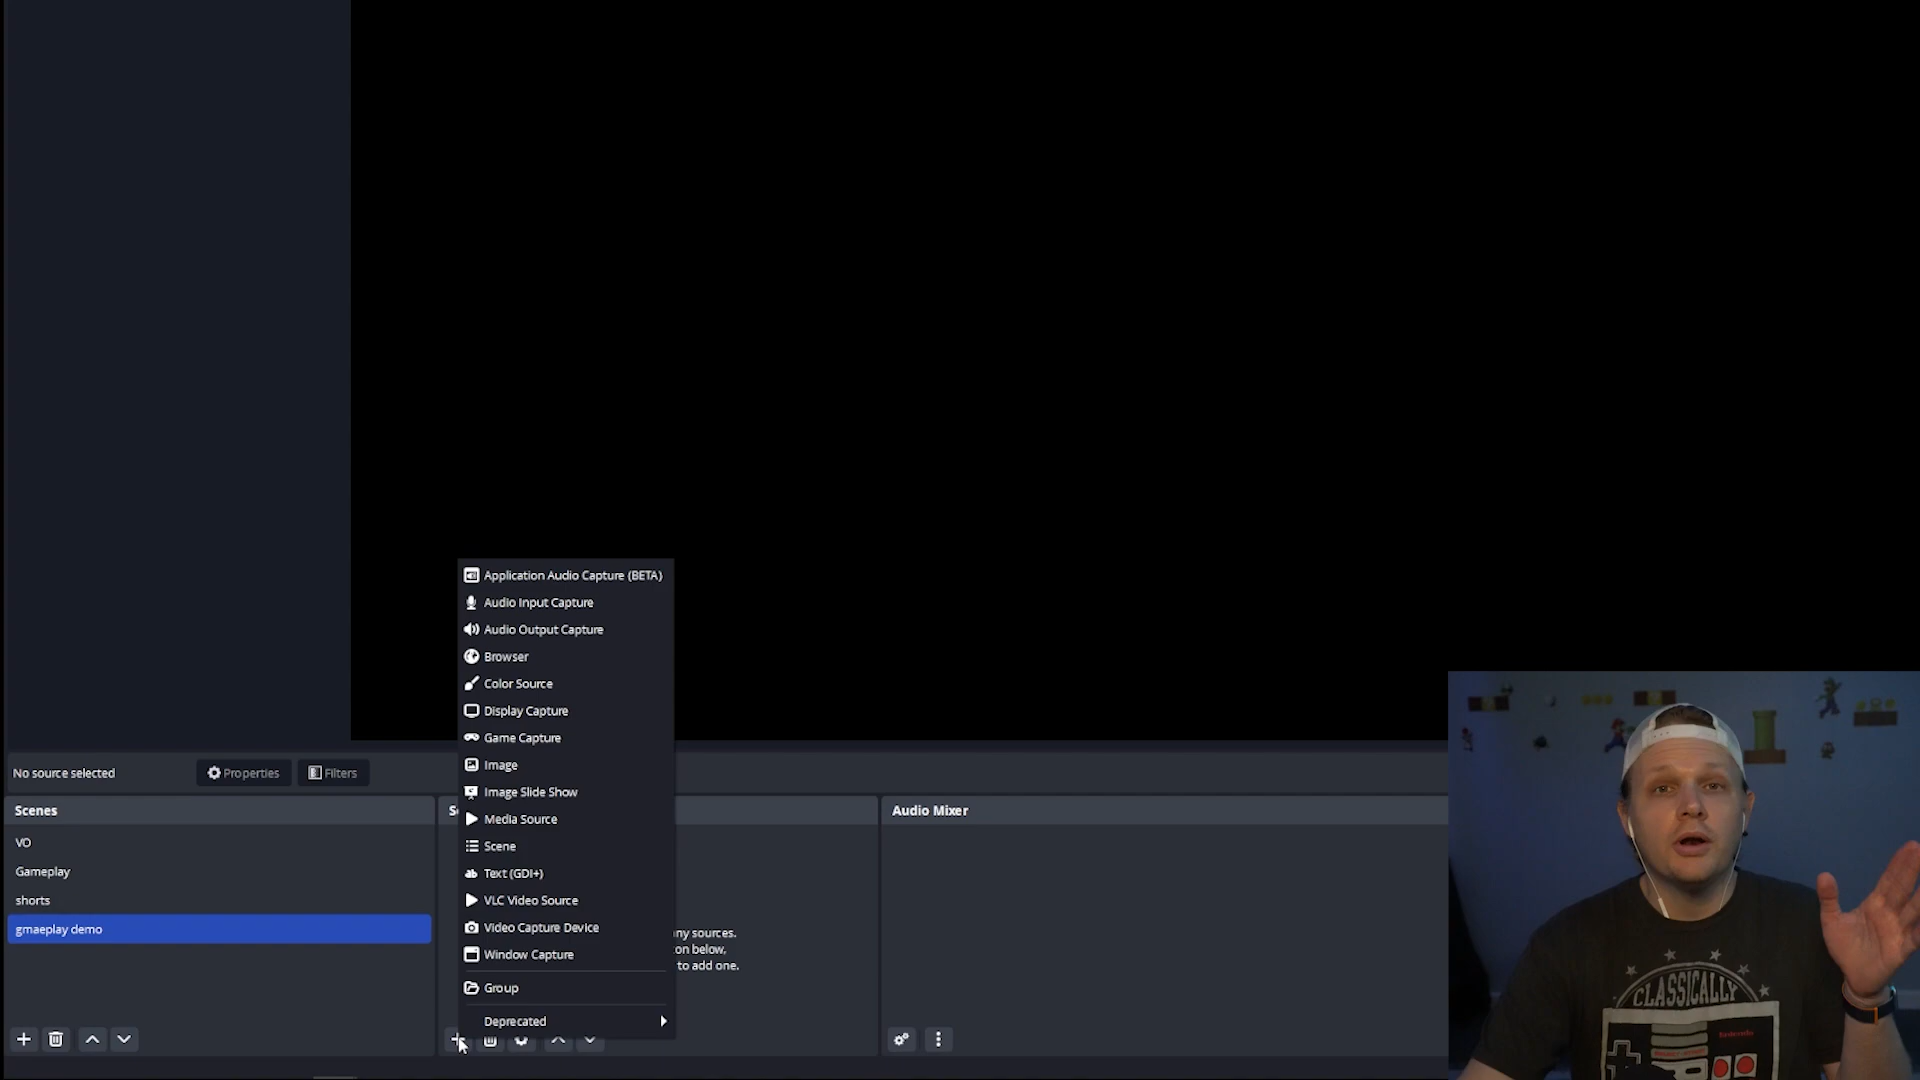 Application Audio Capture (BETA)
Audio Input Capture
Audio Output Capture
Browser
Color Source
Display Capture
Game Capture
Image
Image Slide Show
Media Source
Scene
ab Text (GDI+)
VLC Video Source
Video Capture Device
Window Capture
Group
Deprecated
No source selected
Properties
Filters
Scenes
VO
Gameplay
shorts
gmaeplay demo
S
ny sources.
on below,
to add one.
Audio Mixer
CLASSICALLY
Nintendo